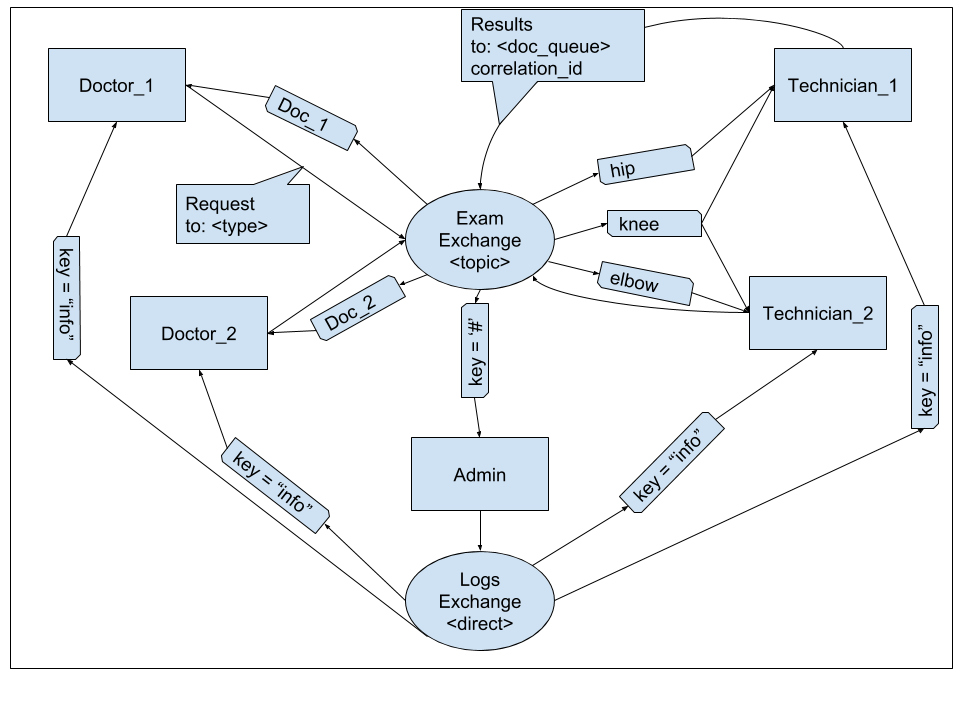 Results
to: <doc_queue>
correlation_id
Doctor_1
Technician_1
Doc_1
hip
Request
to: <type>
Exam
Exchange
<topic>
knee
elbow
Doc_2
key = “info”
Doctor_2
key = ‘#’
Technician_2
key = “info”
key = “info”
key = “info”
Admin
Logs
Exchange
<direct>